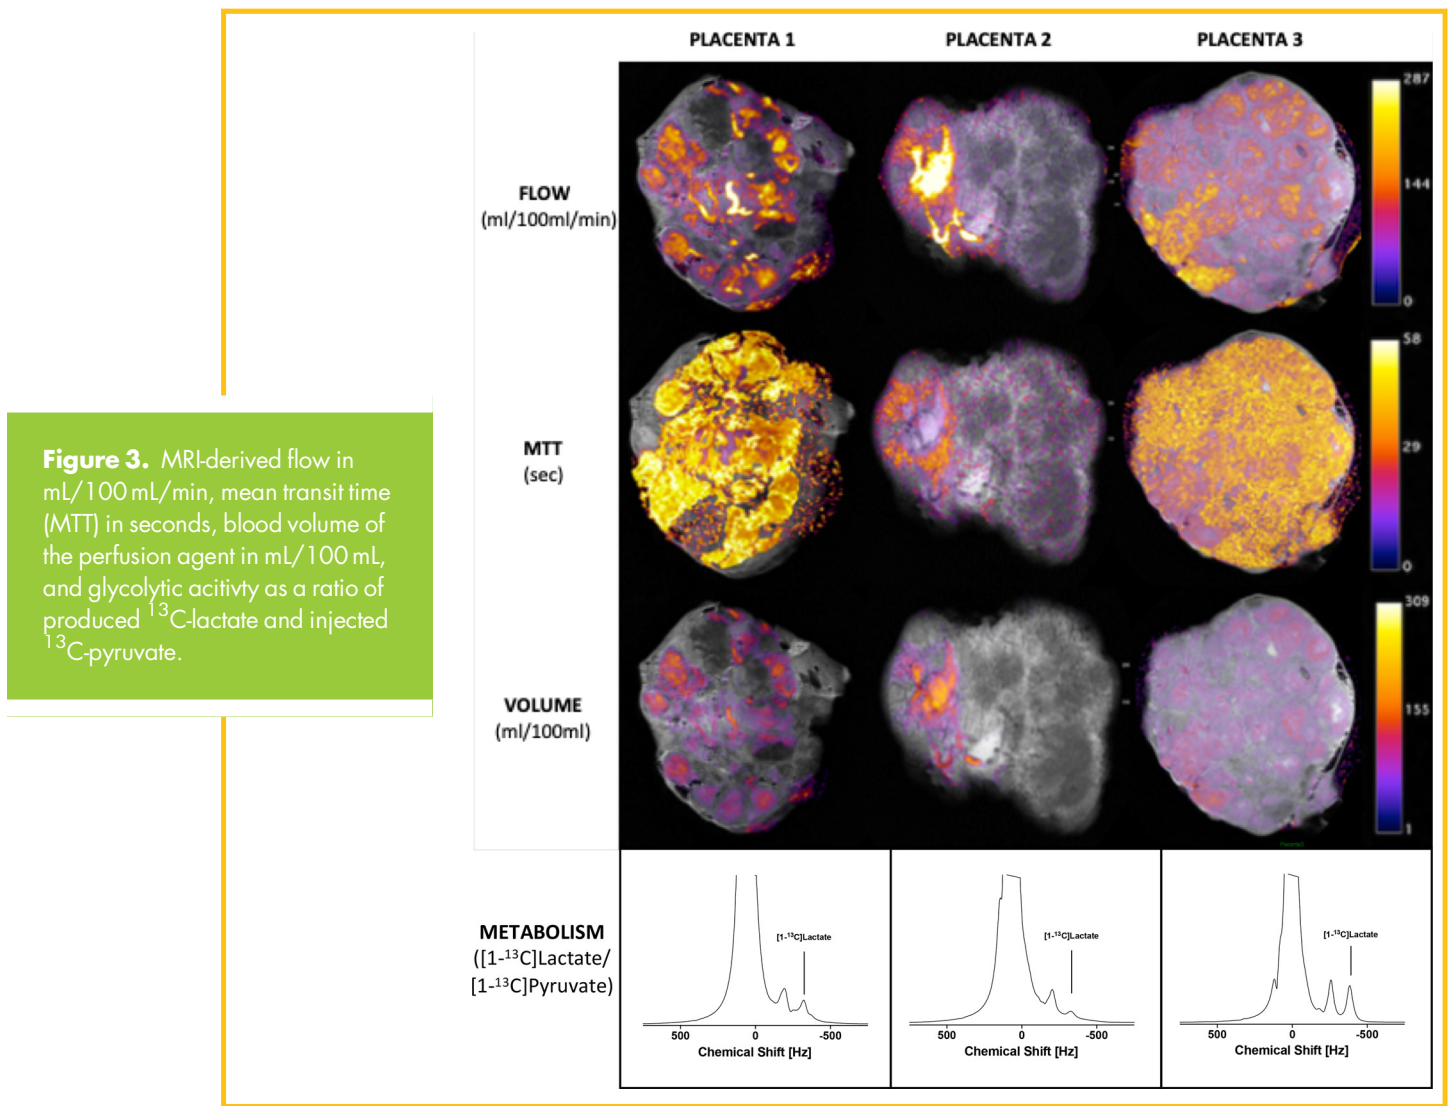 PLACENTA 1 PLACENTA 2 PLACENTA 3
FLOW
(ml/100ml/min)
287
144
0
MTT
(sec)
58
29
0
VOLUME
(ml/100ml)
309
155
1
Placenta3
METABOLISM
([1-¹³C]Lactate/
[1-¹³C]Pyruvate)
[1-¹³C]Lactate
500 0 -500
Chemical Shift [Hz]
[1-¹³C]Lactate
500 0 -500
Chemical Shift [Hz]
[1-¹³C]Lactate
500 0 -500
Chemical Shift [Hz]
Figure 3. MRI-derived flow in
mL/100 mL/min, mean transit time
(MTT) in seconds, blood volume of
the perfusion agent in mL/100 mL,
and glycolytic acitivty as a ratio of
produced ¹³C-lactate and injected
¹³C-pyruvate.